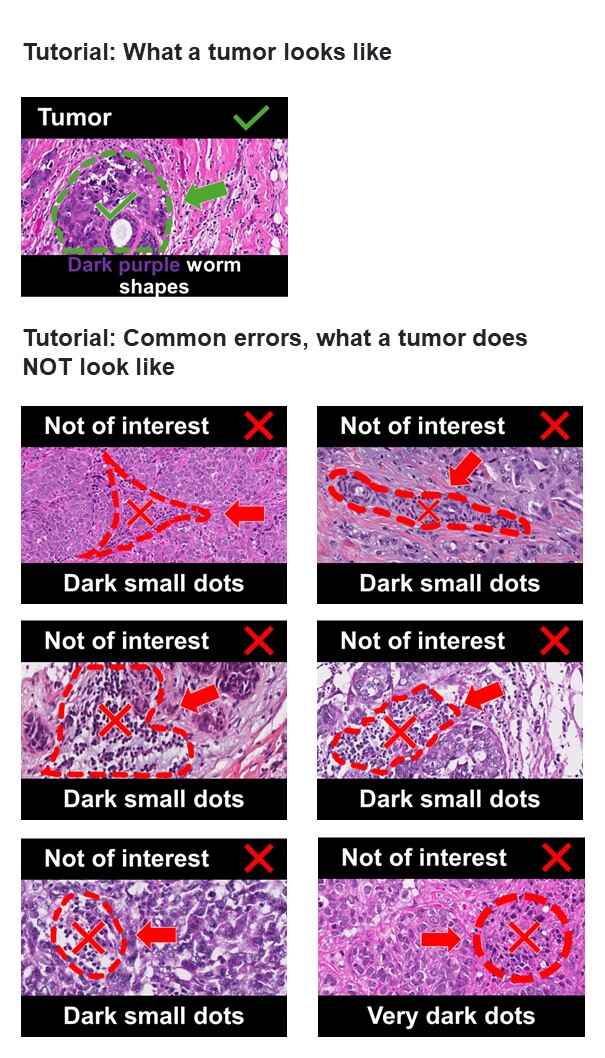 Tutorial: What a tumor looks like
Tumor
Dark purple worm
shapes
Tutorial: Common errors, what a tumor does
NOT look like
Not of interest
Dark small dots
Not of interest
Dark small dots
Not of interest
Dark small dots
Not of interest
Dark small dots
Not of interest
Dark small dots
Not of interest
Very dark dots